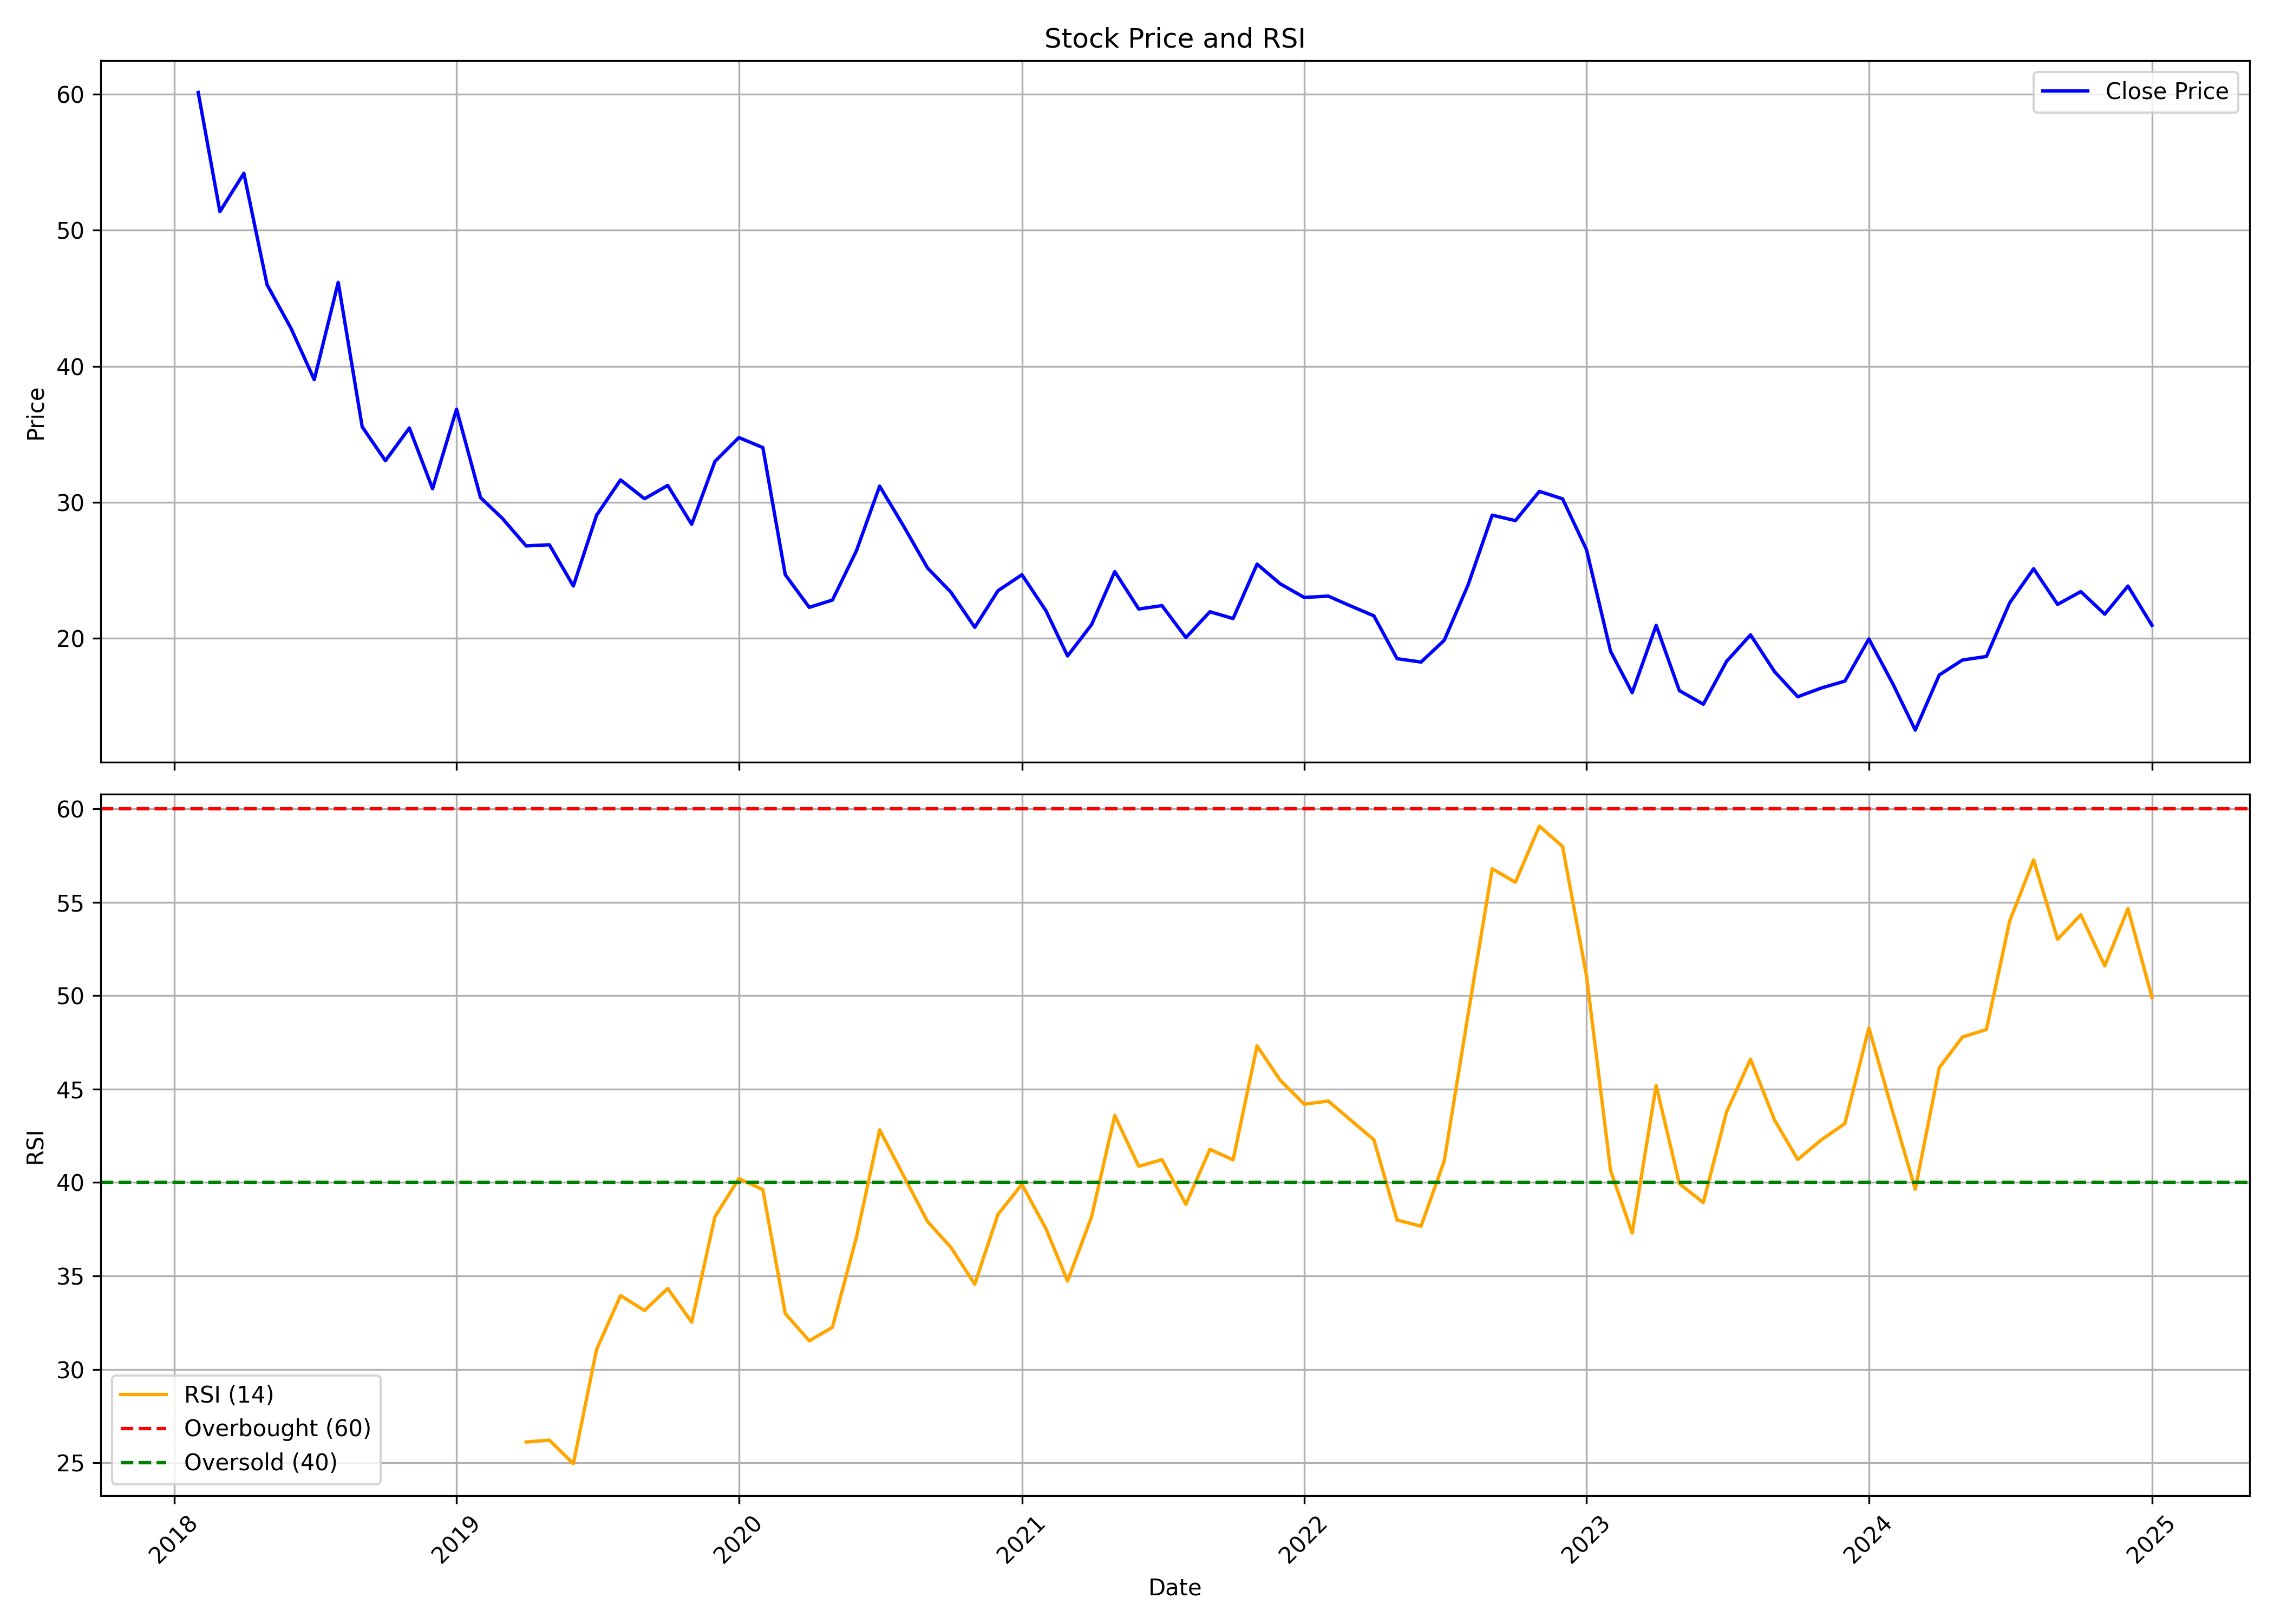 Stock Price and RSI
Close Price
60
50
40
30
20
Price
60
55
50
45
40
35
30
25
RSI
RSI (14)
Overbought (60)
Oversold (40)
2018
2019
2020
2021
2022
2023
2024
2025
Date